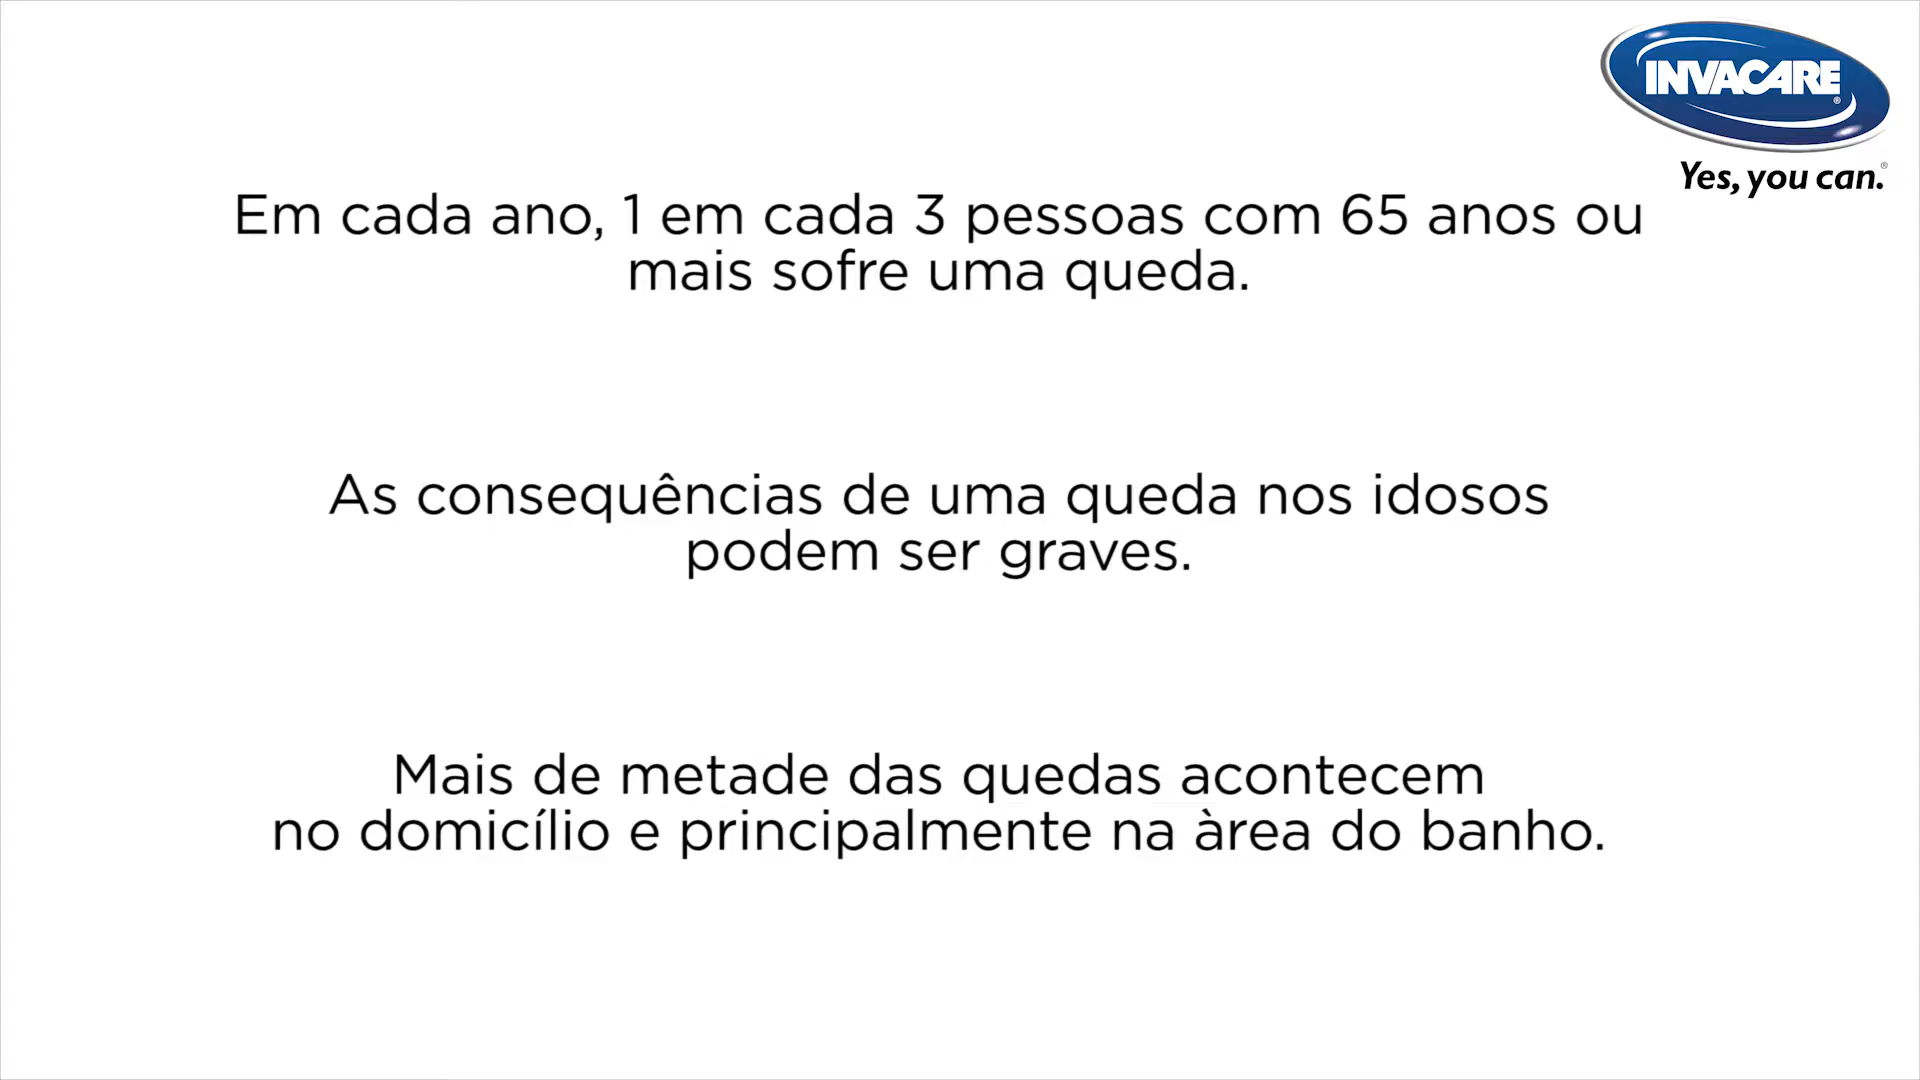 INVACARE®
Yes, you can.®
Em cada ano, 1 em cada 3 pessoas com 65 anos ou
mais sofre uma queda.
As consequências de uma queda nos idosos
podem ser graves.
Mais de metade das quedas acontecem
no domicílio e principalmente na àrea do banho.